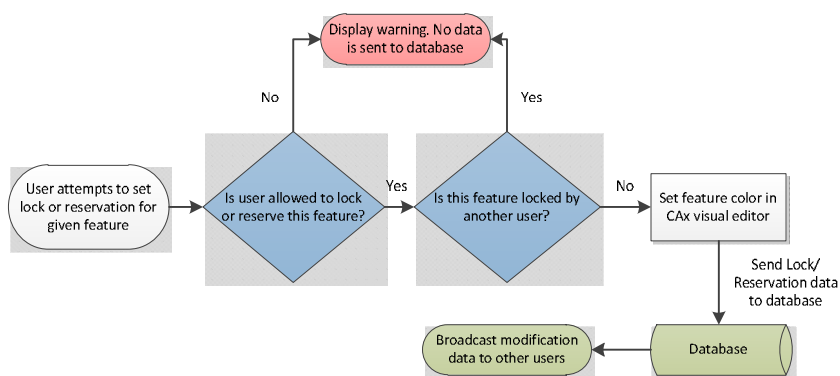 Display warning. No data
is sent to database
No
Yes
User attempts to set
lock or reservation for
given feature
Is user allowed to lock
or reserve this feature?
Yes
Is this feature locked by
another user?
No
Set feature color in
CAx visual editor
Send Lock/
Reservation data
to database
Broadcast modification
data to other users
Database